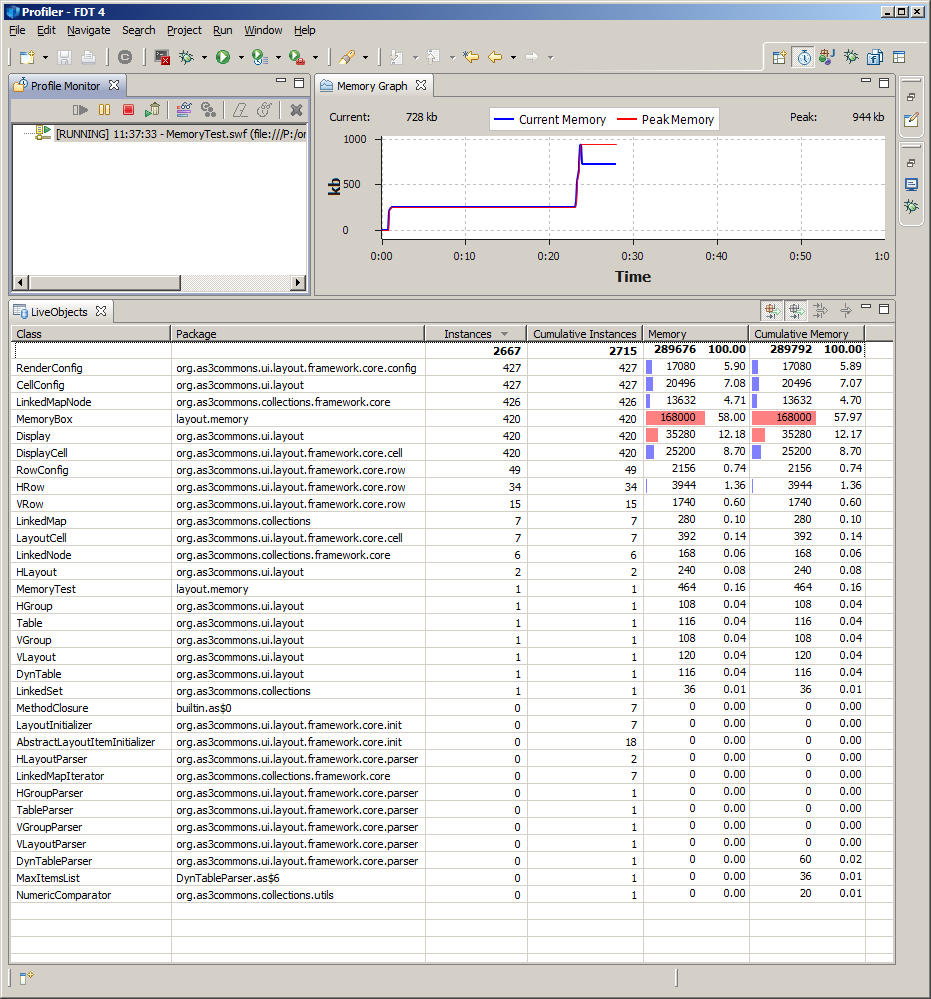 Profiler - FDT 4
File Edit Navigate Search Project Run Window Help
Profile Monitor
[RUNNING] 11:37:33 - MemoryTest.swf (file:///P:/or
Memory Graph
Current: 728 kb Current Memory Peak Memory Peak: 944 kb
1000
500
0
kb
0:00 0:10 0:20 0:30 0:40 0:50 1:0
Time
LiveObjects
Class Package Instances Cumulative Instances Memory Cumulative Memory
2667 2715 289676 100.00 289792 100.00
RenderConfig org.as3commons.ui.layout.framework.core.config 427 427 17080 5.90 17080 5.89
CellConfig org.as3commons.ui.layout 427 427 20496 7.08 20496 7.07
LinkedMapNode org.as3commons.collections.framework.core 426 426 13632 4.71 13632 4.70
MemoryBox layout.memory 420 420 168000 58.00 168000 57.97
Display org.as3commons.ui.layout 420 420 35280 12.18 35280 12.17
DisplayCell org.as3commons.ui.layout.framework.core.cell 420 420 25200 8.70 25200 8.70
RowConfig org.as3commons.ui.layout.framework.core.row 49 49 2156 0.74 2156 0.74
HRow org.as3commons.ui.layout.framework.core.row 34 34 3944 1.36 3944 1.36
VRow org.as3commons.ui.layout.framework.core.row 15 15 1740 0.60 1740 0.60
LinkedMap org.as3commons.collections 7 7 280 0.10 280 0.10
LayoutCell org.as3commons.ui.layout.framework.core.cell 7 7 392 0.14 392 0.14
LinkedNode org.as3commons.collections.framework.core 6 6 168 0.06 168 0.06
HLayout org.as3commons.ui.layout 2 2 240 0.08 240 0.08
MemoryTest layout.memory 1 1 464 0.16 464 0.16
HGroup org.as3commons.ui.layout 1 1 108 0.04 108 0.04
Table org.as3commons.ui.layout 1 1 116 0.04 116 0.04
VGroup org.as3commons.ui.layout 1 1 108 0.04 108 0.04
VLayout org.as3commons.ui.layout 1 1 120 0.04 120 0.04
DynTable org.as3commons.ui.layout 1 1 116 0.04 116 0.04
LinkedSet org.as3commons.collections 1 1 36 0.01 36 0.01
MethodClosure builtin.as$0 0 7 0 0.00 0 0.00
LayoutInitializer org.as3commons.ui.layout.framework.core.init 0 7 0 0.00 0 0.00
AbstractLayoutItemInitializer org.as3commons.ui.layout.framework.core.init 0 18 0 0.00 0 0.00
HLayoutParser org.as3commons.ui.layout.framework.core.parser 0 2 0 0.00 0 0.00
LinkedMapIterator org.as3commons.collections.framework.core 0 7 0 0.00 0 0.00
HGroupParser org.as3commons.ui.layout.framework.core.parser 0 1 0 0.00 0 0.00
TableParser org.as3commons.ui.layout.framework.core.parser 0 1 0 0.00 0 0.00
VGroupParser org.as3commons.ui.layout.framework.core.parser 0 1 0 0.00 0 0.00
VLayoutParser org.as3commons.ui.layout.framework.core.parser 0 1 0 0.00 0 0.00
DynTableParser org.as3commons.ui.layout.framework.core.parser 0 1 0 0.00 60 0.02
MaxItemsList DynTableParser.as$6 0 1 0 0.00 36 0.01
NumericComparator org.as3commons.collections.utils 0 1 0 0.00 20 0.01